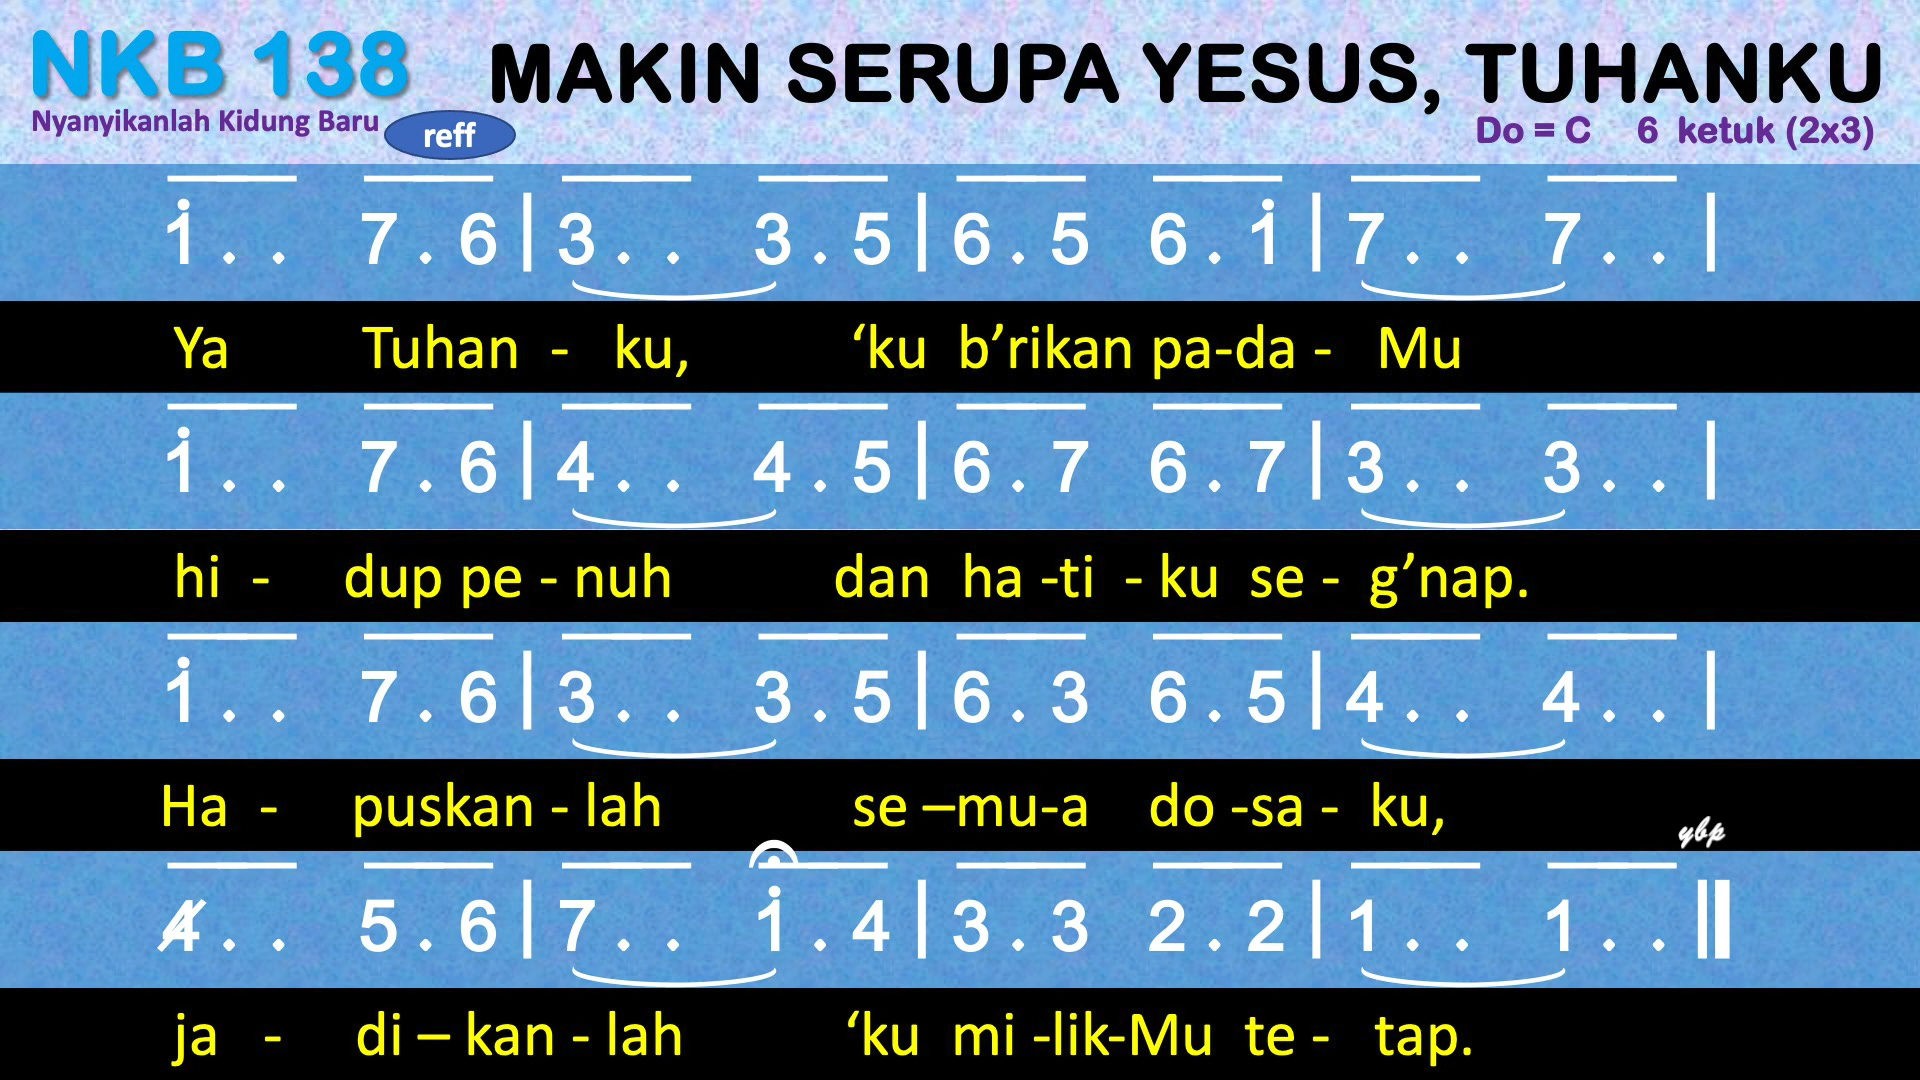 NKB 138 MAKIN SERUPA YESUS, TUHANKU
Nyanyikanlah Kidung Baru reff Do = C 6 ketuk (2x3)
1̇ . . 7 . 6 | 3 . . 3 . 5 | 6 . 5 6 . 1̇ | 7 . . 7 . . |
Ya Tuhan - ku, ‘ku b’rikan pa-da - Mu
1̇ . . 7 . 6 | 4 . . 4 . 5 | 6 . 7 6 . 7 | 3 . . 3 . . |
hi - dup pe - nuh dan ha -ti - ku se - g’nap.
1̇ . . 7 . 6 | 3 . . 3 . 5 | 6 . 3 6 . 5 | 4 . . 4 . . |
Ha - puskan - lah se –mu-a do -sa - ku,
ybp
4̸ . . 5 . 6 | 7 . . 1̇ . 4 | 3 . 3 2 . 2 | 1 . . 1 . . ||
ja - di – kan - lah ‘ku mi -lik-Mu te - tap.